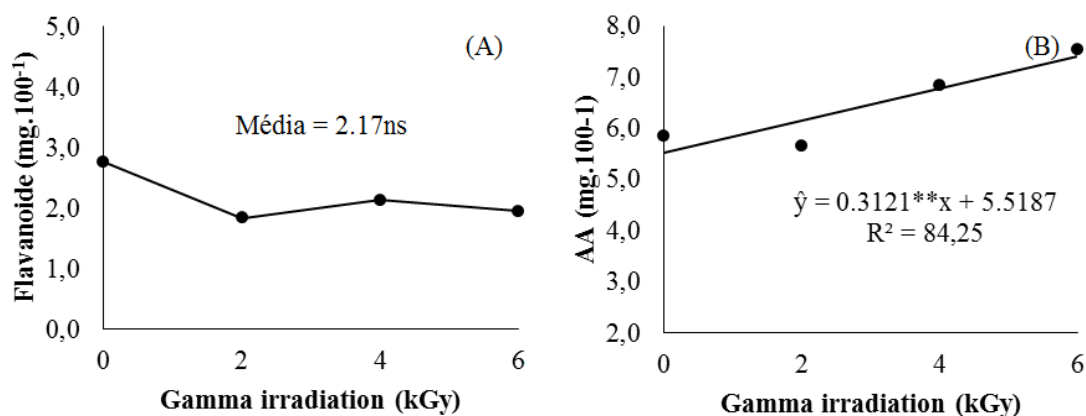 Flavanoide (mg.100⁻¹)
5,0
4,0
3,0
2,0
1,0
0,0
(A)
Média = 2.17ns
0 2 4 6
Gamma irradiation (kGy)
AA (mg.100-1)
8,0
7,0
6,0
5,0
4,0
3,0
2,0
(B)
ŷ = 0.3121**x + 5.5187
R² = 84,25
0 2 4 6
Gamma irradiation (kGy)